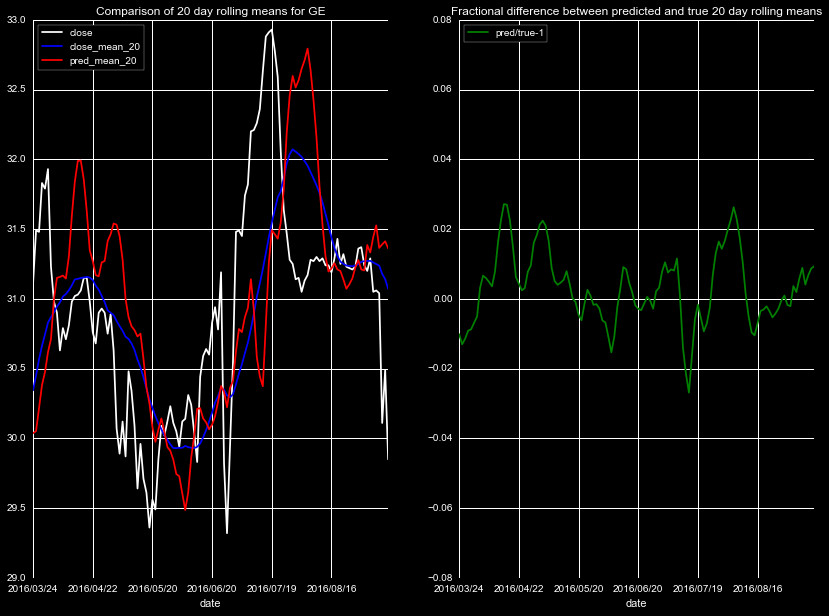 Comparison of 20 day rolling means for GE
close
close_mean_20
pred_mean_20
33.0
32.5
32.0
31.5
31.0
30.5
30.0
29.5
29.0
2016/03/24 2016/04/22 2016/05/20 2016/06/20 2016/07/19 2016/08/16
date
Fractional difference between predicted and true 20 day rolling means
pred/true-1
0.08
0.06
0.04
0.02
0.00
−0.02
−0.04
−0.06
−0.08
2016/03/24 2016/04/22 2016/05/20 2016/06/20 2016/07/19 2016/08/16
date